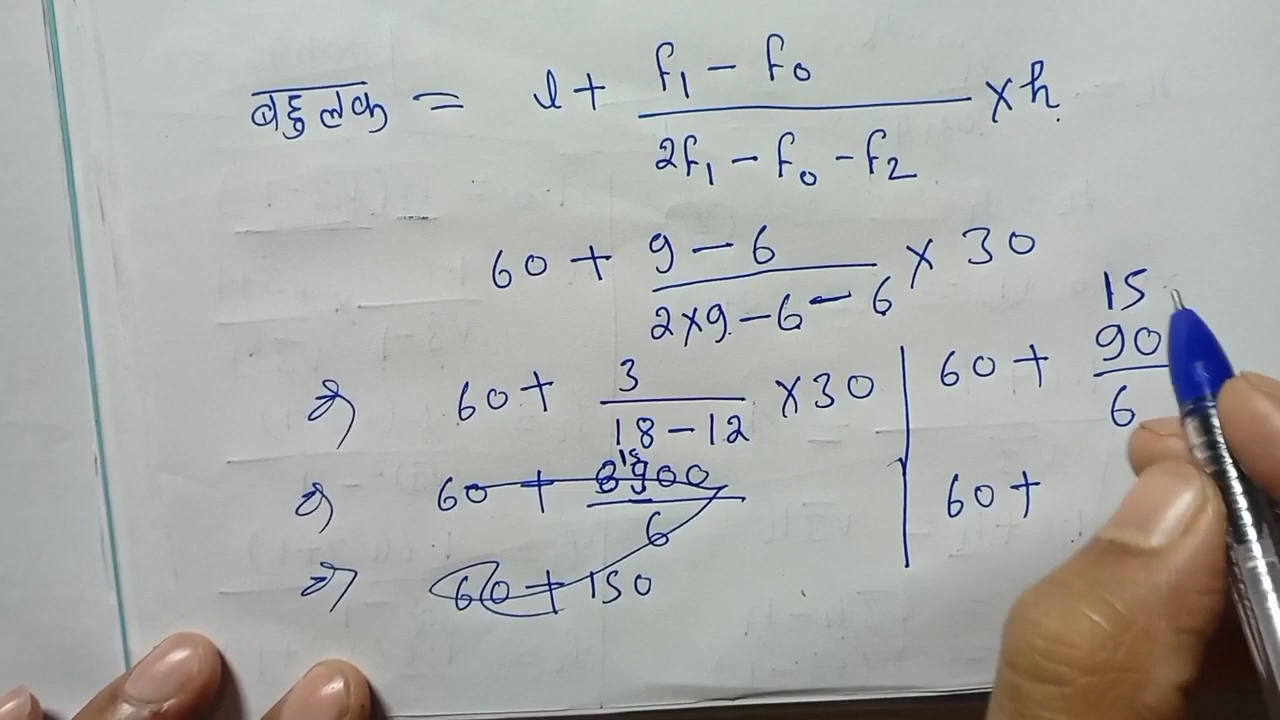 बहुलक = l + f₁ - f₀ / 2f₁ - f₀ - f₂ × h
60 + 9 - 6 / 2×9 - 6 - 6 × 30
⇒ 60 + 3 / 18 - 12 × 30
⇒ 60 + 900 / 6
⇒ 60 + 150
15
60 + 90 / 6
60 +